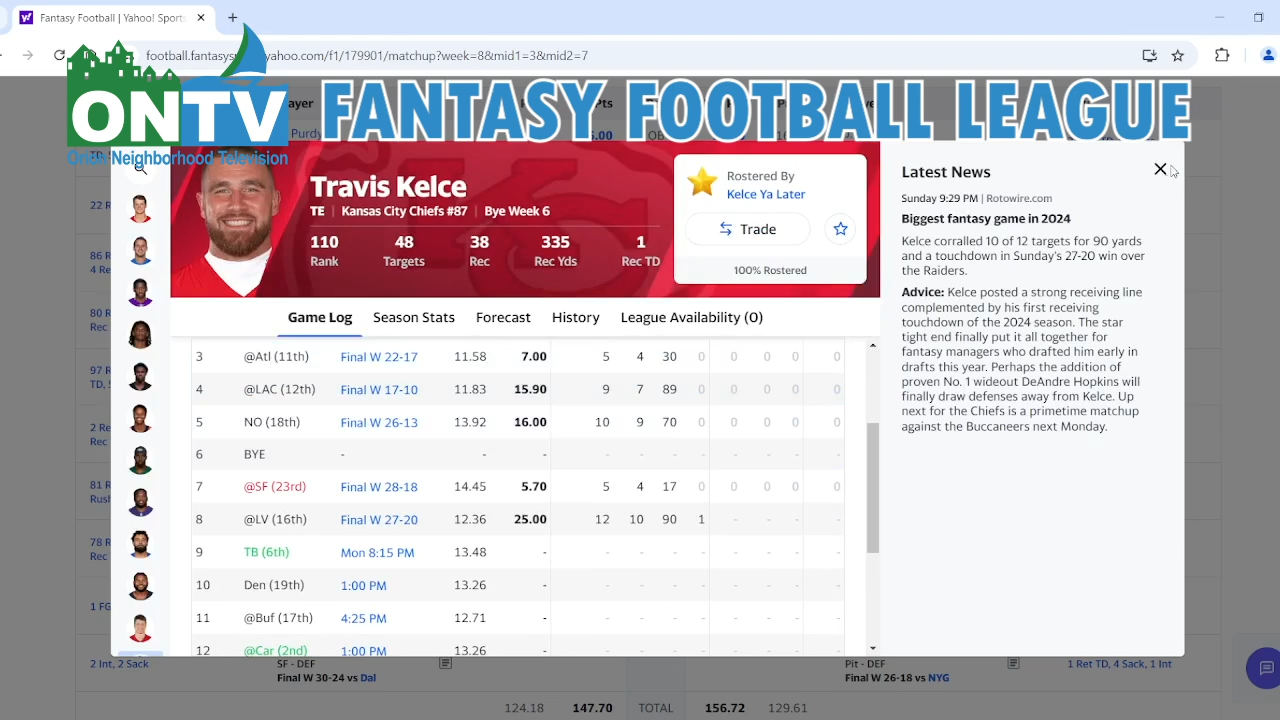 Fantasy Football | Yahoo! Sport
football.fantasys yahoo.com/f1/179901/matchup?week=8&mid1=3&mid2=7
ONTV
Orion Neighborhood Television
FANTASY FOOTBALL LEAGUE
Travis Kelce
TE | Kansas City Chiefs #87 | Bye Week 6
110 48 38 335 1
Rank Targets Rec Rec Yds Rec TD
Rostered By
Kelce Ya Later
Trade
100% Rostered
Game Log Season Stats Forecast History League Availability (0)
3 @Atl (11th) Final W 22-17 11.58 7.00 5 4 30 0 0 0 0 0
4 @LAC (12th) Final W 17-10 11.83 15.90 9 7 89 0 0 0 0 0
5 NO (18th) Final W 26-13 13.92 16.00 10 9 70 0 0 0 0 0
6 BYE - - - - - - - - - - -
7 @SF (23rd) Final W 28-18 14.45 5.70 5 4 17 0 0 0 0 0
8 @LV (16th) Final W 27-20 12.36 25.00 12 10 90 1 - - - -
9 TB (6th) Mon 8:15 PM 13.48 - - - - - - - - -
10 Den (19th) 1:00 PM 13.26 - - - - - - - - -
11 @Buf (17th) 4:25 PM 12.71 - - - - - - - - -
12 @Car (2nd) 1:00 PM 13.26 - - - - - - - - -
Latest News
Sunday 9:29 PM | Rotowire.com
Biggest fantasy game in 2024
Kelce corralled 10 of 12 targets for 90 yards
and a touchdown in Sunday's 27-20 win over
the Raiders.
Advice: Kelce posted a strong receiving line
complemented by his first receiving
touchdown of the 2024 season. The star
tight end finally put it all together for
fantasy managers who drafted him early in
drafts this year. Perhaps the addition of
proven No. 1 wideout DeAndre Hopkins will
finally draw defenses away from Kelce. Up
next for the Chiefs is a primetime matchup
against the Buccaneers next Monday.
Purdy
22 R
86 R
4 Re
80 R
Rec
97 R
TD, 5
2 Re
Rec
81 R
Rush
78 R
Rec
1 FG
2 Int, 2 Sack
SF - DEF
Final W 30-24 vs Dal
Pit - DEF
Final W 26-18 vs NYG
1 Ret TD, 4 Sack, 1 Int
124.18 147.70 TOTAL 156.72 129.61